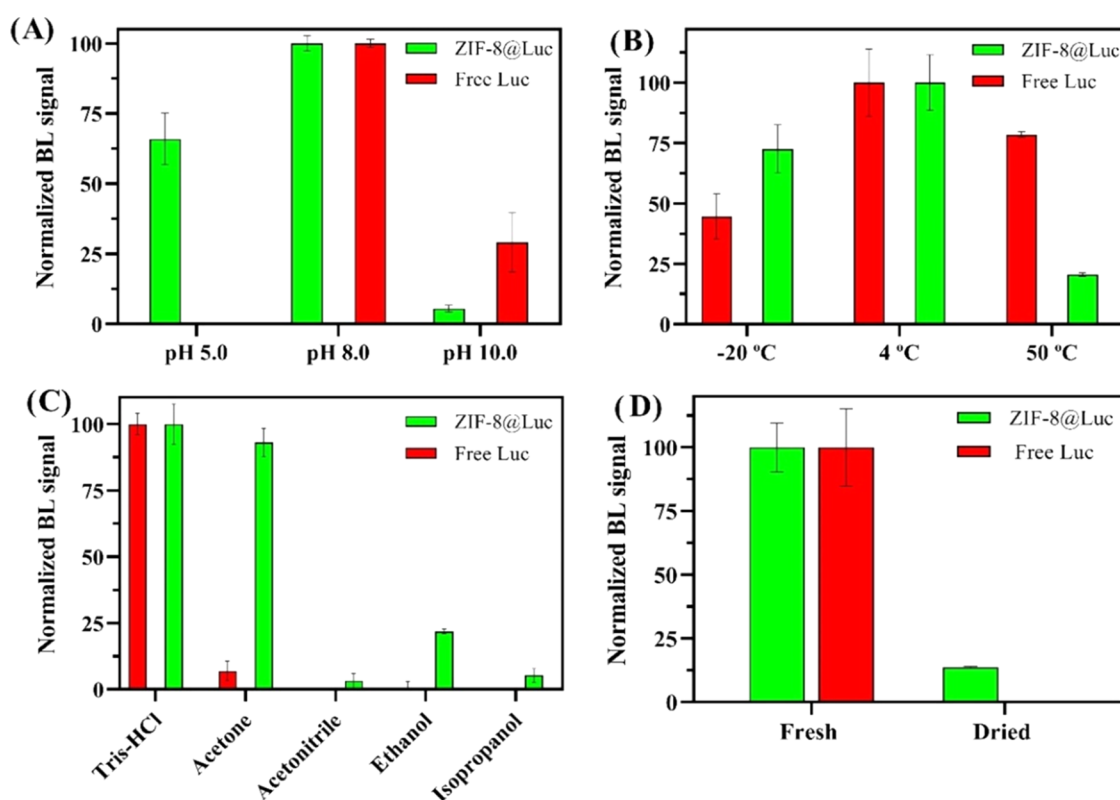 (A)
Normalized BL signal
100
75
50
25
0
ZIF-8@Luc
Free Luc
pH 5.0 pH 8.0 pH 10.0
(B)
Normalized BL signal
100
75
50
25
0
ZIF-8@Luc
Free Luc
-20 ºC 4 ºC 50 ºC
(C)
Normalized BL signal
100
75
50
25
0
ZIF-8@Luc
Free Luc
Tris-HCl
Acetone
Acetonitrile
Ethanol
Isopropanol
(D)
Normalized BL signal
100
75
50
25
0
ZIF-8@Luc
Free Luc
Fresh Dried